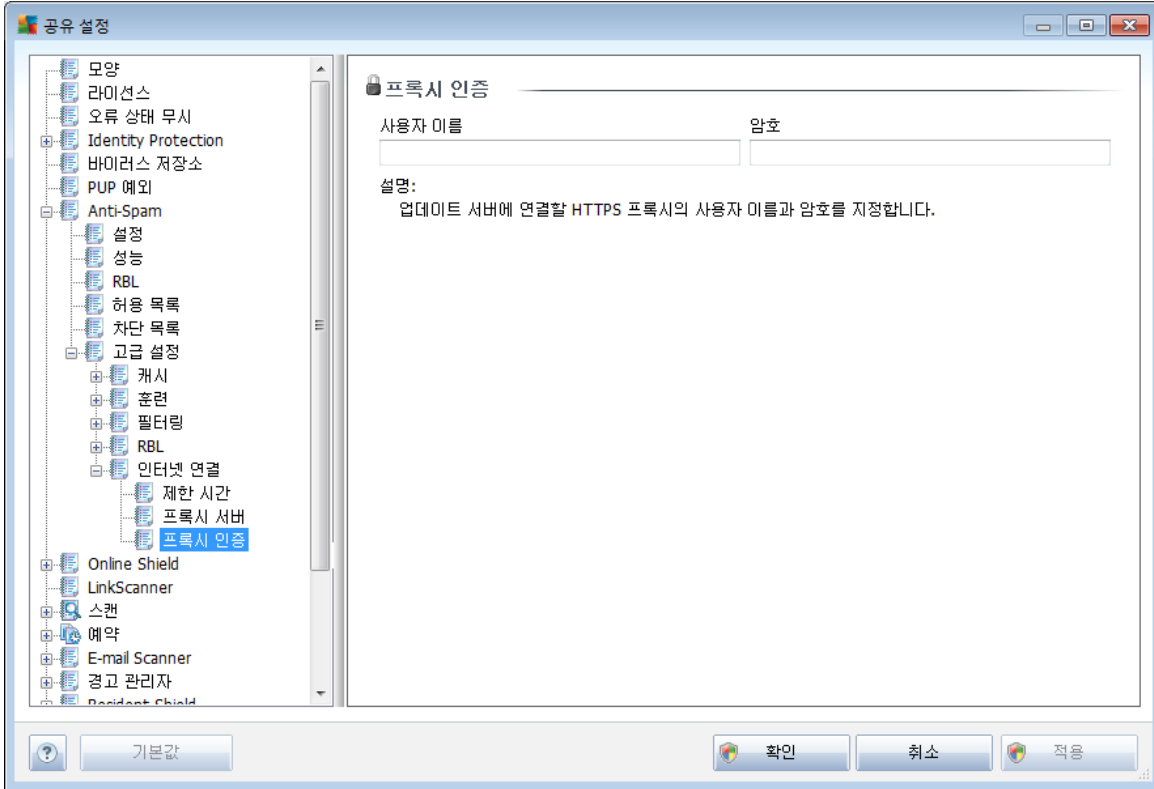 공유 설정
모양
라이선스
오류 상태 무시
Identity Protection
바이러스 저장소
PUP 예외
Anti-Spam
설정
성능
RBL
허용 목록
차단 목록
고급 설정
캐시
훈련
필터링
RBL
인터넷 연결
제한 시간
프록시 서버
프록시 인증
Online Shield
LinkScanner
스캔
예약
E-mail Scanner
경고 관리자
Resident Shield
프록시 인증
사용자 이름 암호
설명:
업데이트 서버에 연결할 HTTPS 프록시의 사용자 이름과 암호를 지정합니다.
? 기본값 확인 취소 적용